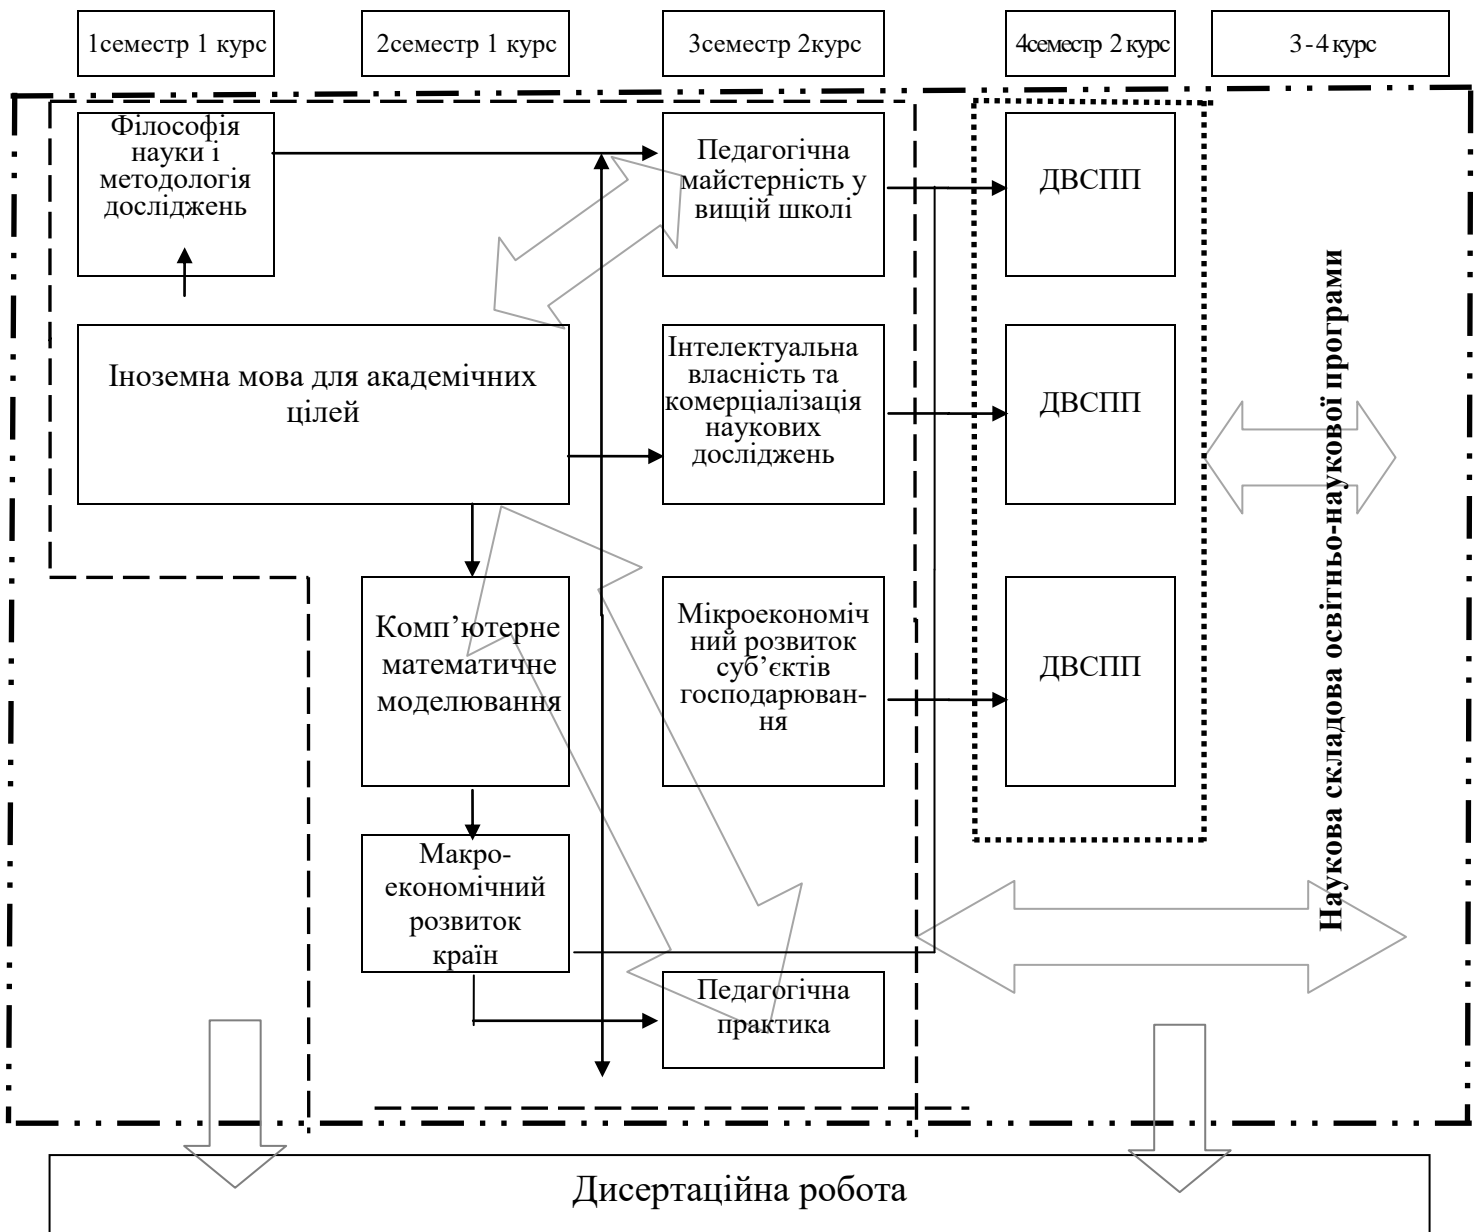 1семестр 1 курс
2семестр 1 курс
3семестр 2курс
4семестр 2 курс
3-4 курс
Філософія
науки і
методологія
досліджень
Педагогічна
майстерність у
вищій школі
ДВСПП
Іноземна мова для академічних
цілей
Інтелектуальна
власність та
комерціалізація
наукових
досліджень
ДВСПП
Комп’ютерне
математичне
моделювання
Мікроекономіч
ний розвиток
суб’єктів
господарюван-
ня
ДВСПП
Макро-
економічний
розвиток
країн
Педагогічна
практика
Наукова складова освітньо-наукової програми
Дисертаційна робота